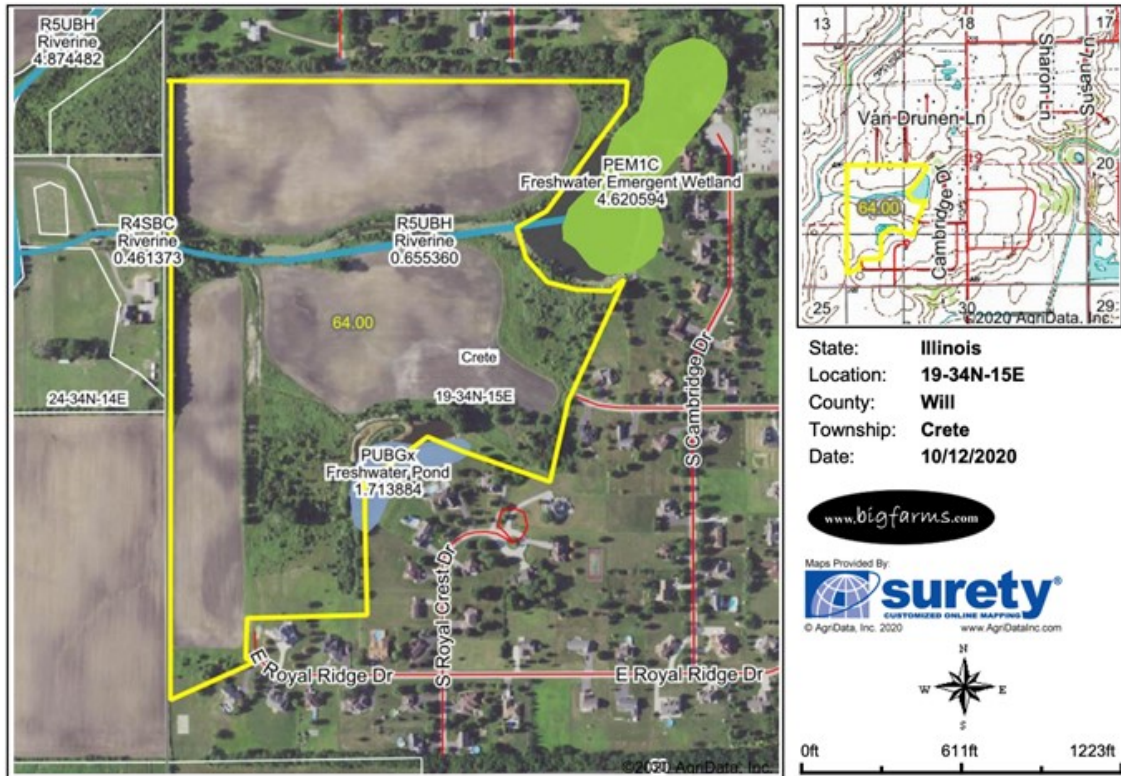 R5UBH
Riverine
4.874482
PEM1C
Freshwater Emergent Wetland
4.620594
R4SBC
Riverine
0.461373
R5UBH
Riverine
0.655360
64.00
Crete
24-34N-14E
19-34N-15E
S Cambridge Dr
PUBGx
Freshwater Pond
1.713884
S Royal Crest Dr
E Royal Ridge Dr
E Royal Ridge Dr
©2020 AgriData, Inc.
13
18
17
Sharon Ln
Susan Ln
Van Drunen Ln
19
20
64.00
Cambridge Dr
25
30
29
©2020 AgriData, Inc.
State: Illinois
Location: 19-34N-15E
County: Will
Township: Crete
Date: 10/12/2020
www.bigfarms.com
Maps Provided By:
surety®
CUSTOMIZED ONLINE MAPPING
© AgriData, Inc. 2020 www.AgriDataInc.com
N
W E
S
0ft 611ft 1223ft